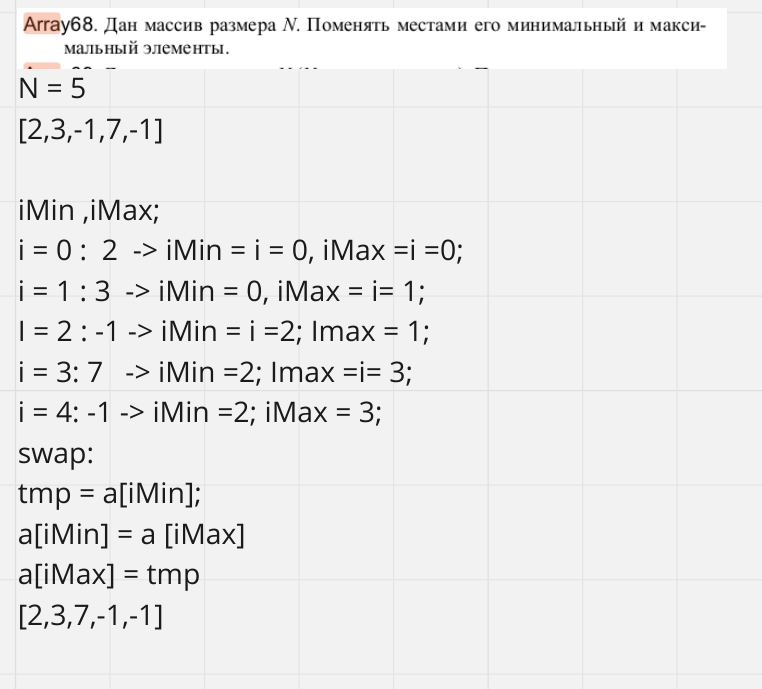 Array68. Дан массив размера N. Поменять местами его минимальный и макси-
мальный элементы.
N = 5
[2,3,-1,7,-1]
iMin ,iMax;
i = 0 :  2  -> iMin = i = 0, iMax =i =0;
i = 1 : 3  -> iMin = 0, iMax = i= 1;
I = 2 : -1 -> iMin = i =2; Imax = 1;
i = 3: 7   -> iMin =2; Imax =i= 3;
i = 4: -1 -> iMin =2; iMax = 3;
swap:
tmp = a[iMin];
a[iMin] = a [iMax]
a[iMax] = tmp
[2,3,7,-1,-1]